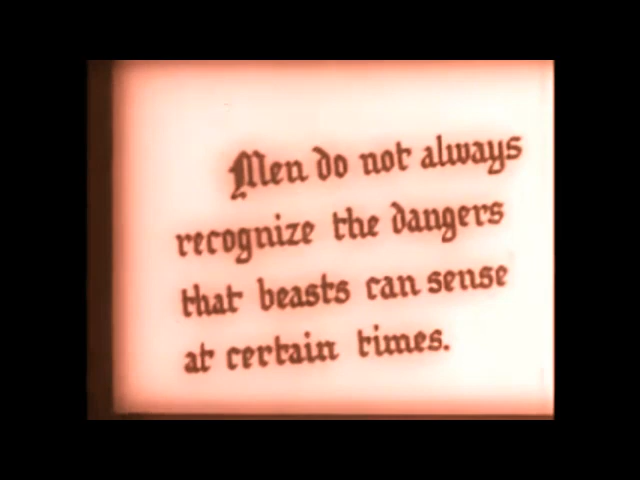 Men do not always
recognize the dangers
that beasts can sense
at certain times.